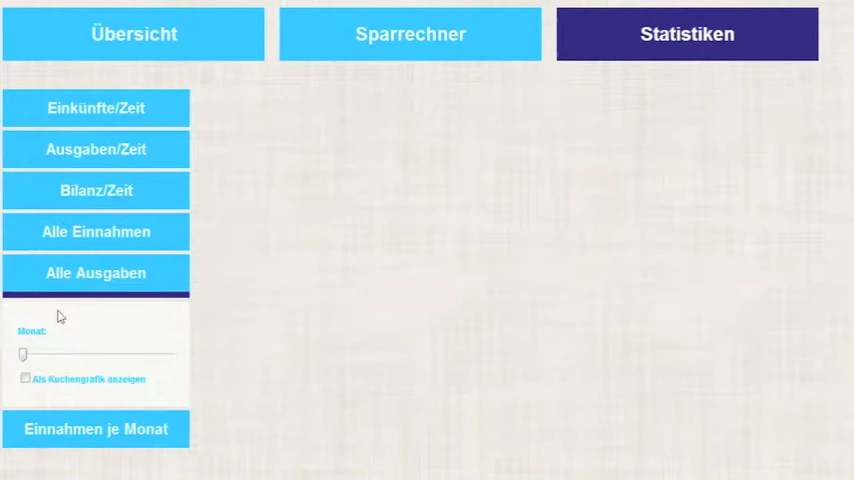 Übersicht
Sparrechner
Statistiken
Einkünfte/Zeit
Ausgaben/Zeit
Bilanz/Zeit
Alle Einnahmen
Alle Ausgaben
Monat:
Als Kuchengrafik anzeigen
Einnahmen je Monat